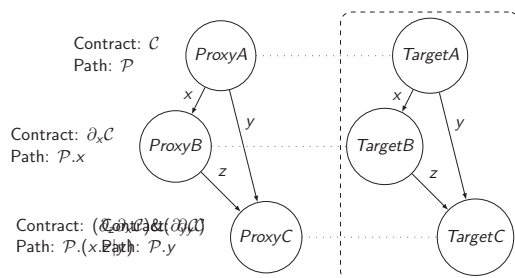 Contract: 𝒞
Path: 𝒫
ProxyA
TargetA
x
y
x
y
Contract: ∂ₓ𝒞
Path: 𝒫.x
ProxyB
TargetB
z
z
Path: 𝒫.y
ProxyC
TargetC